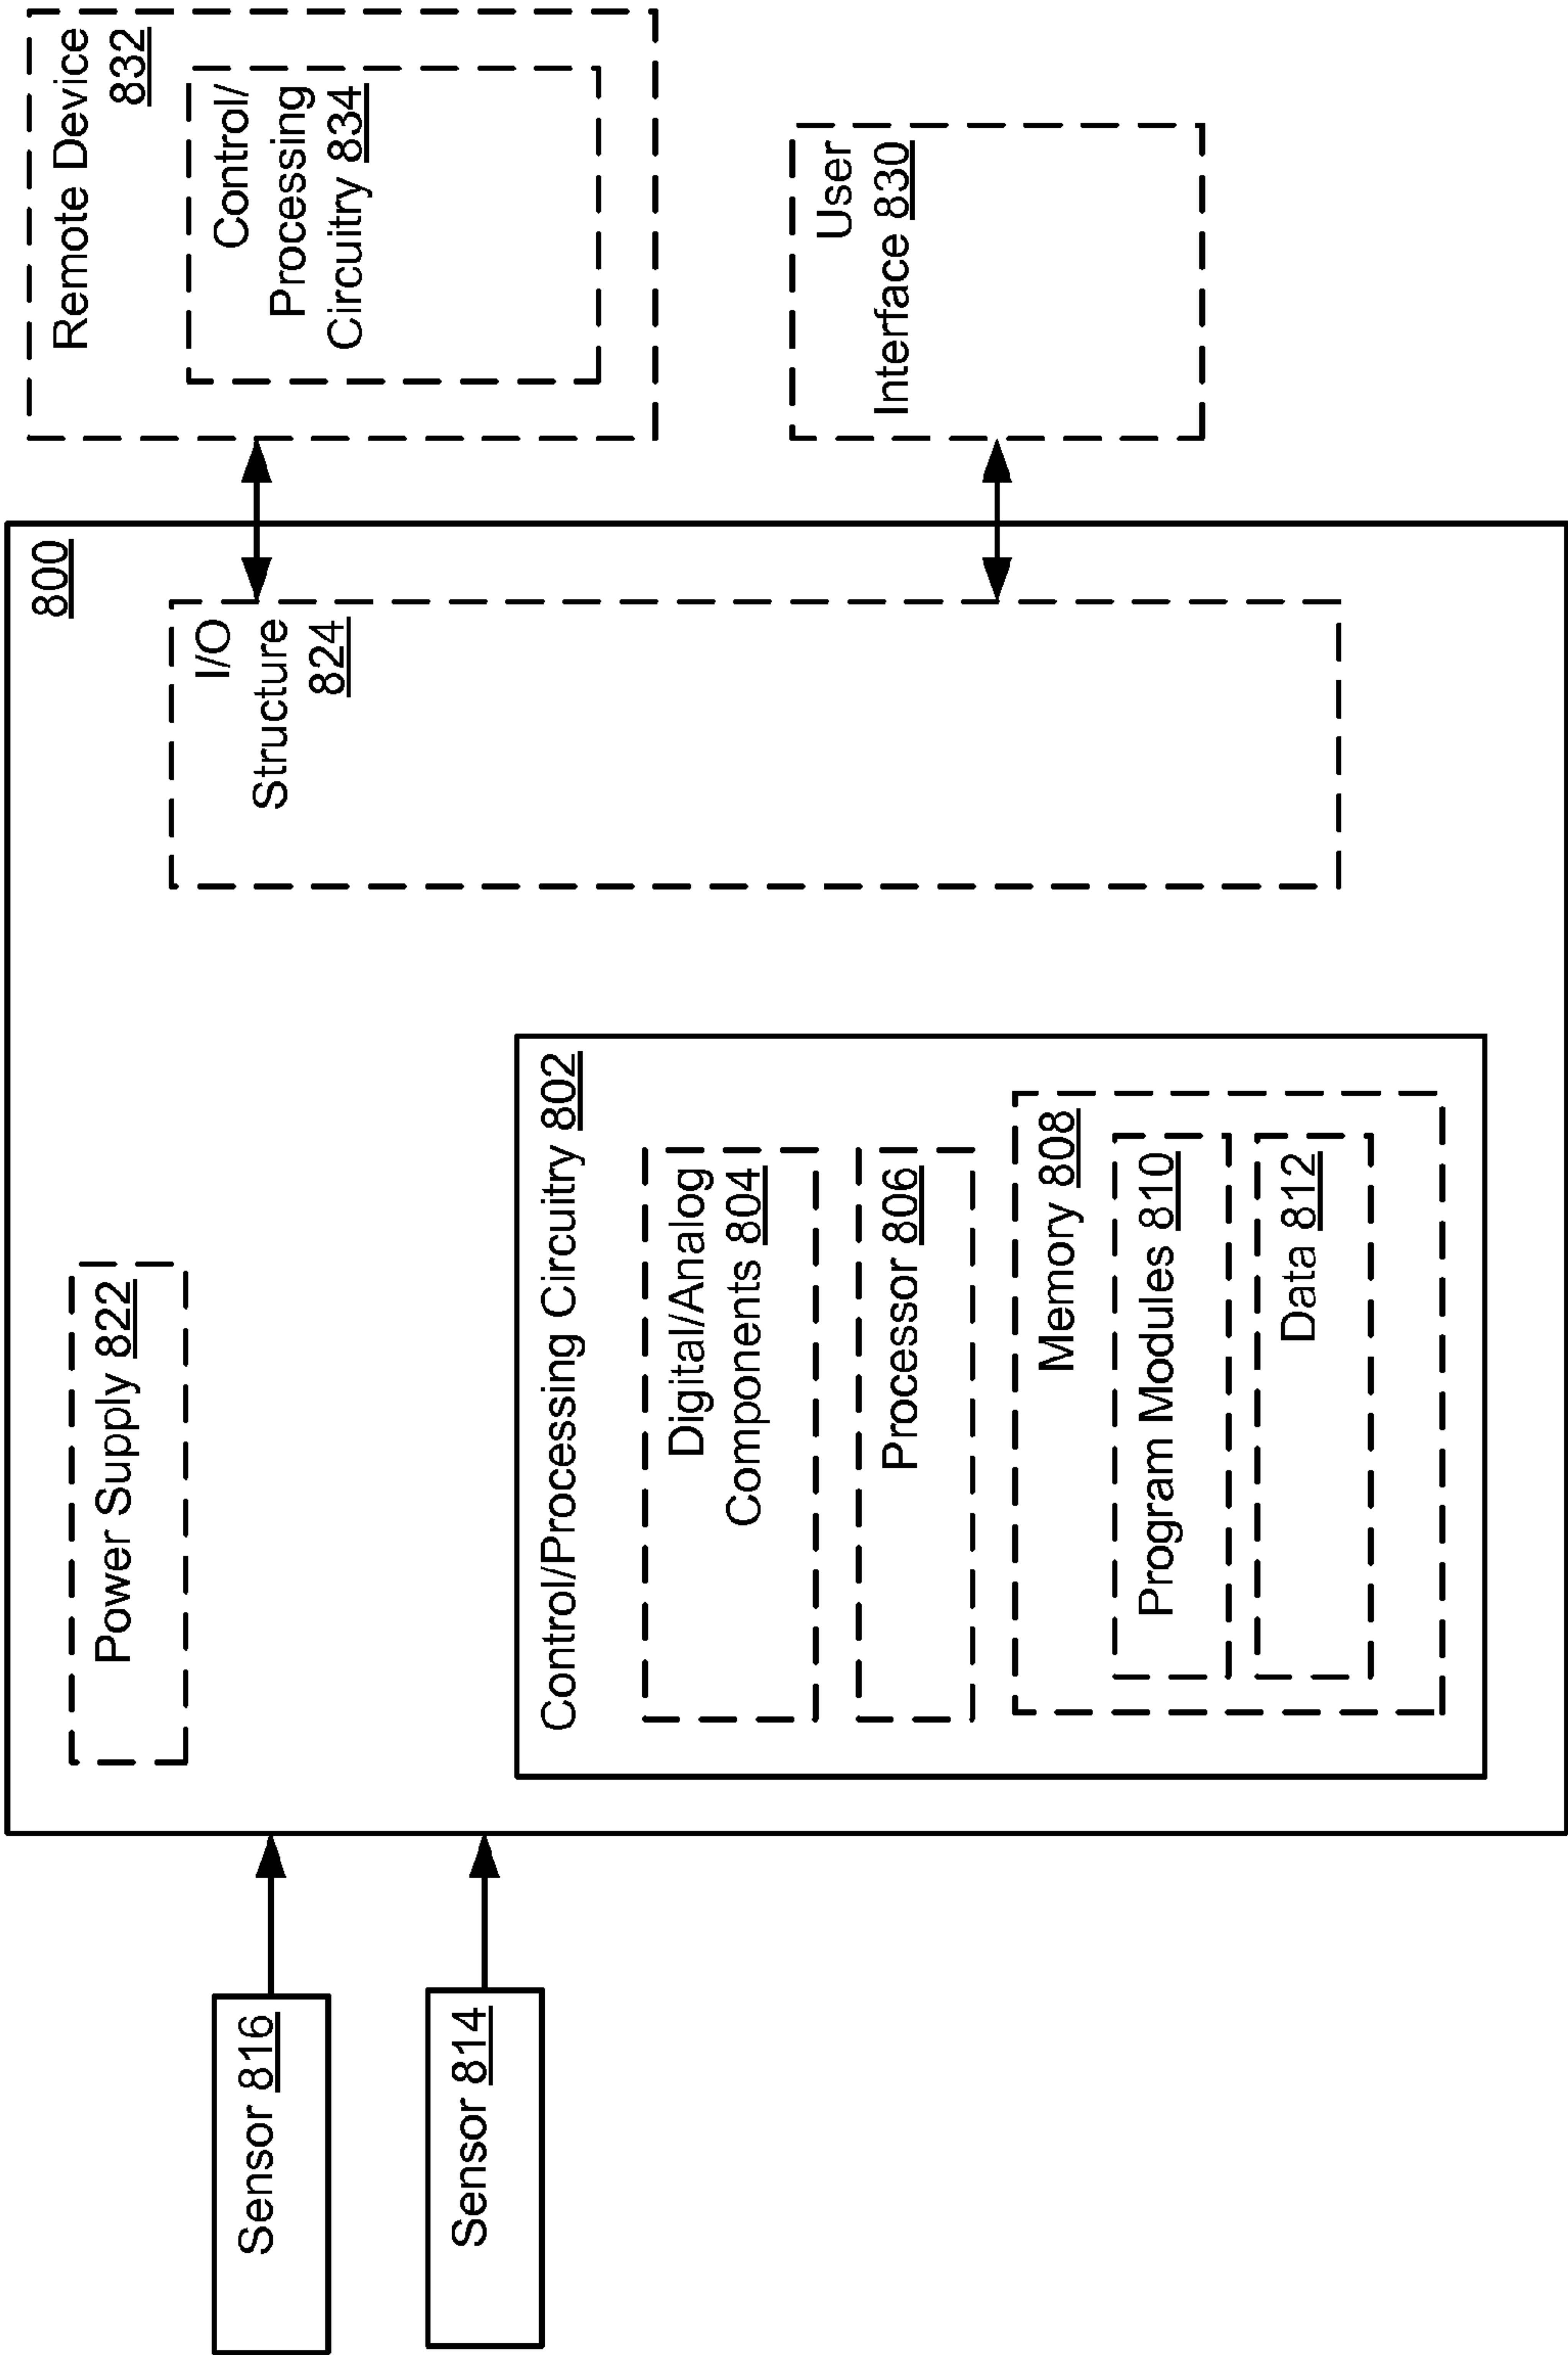 Sensor 816
Sensor 814
800
Power Supply 822
Control/Processing Circuitry 802
Digital/Analog
Components 804
Processor 806
Memory 808
Program Modules 810
Data 812
I/O
Structure
824
Remote Device
832
Control/
Processing
Circuitry 834
User
Interface 830